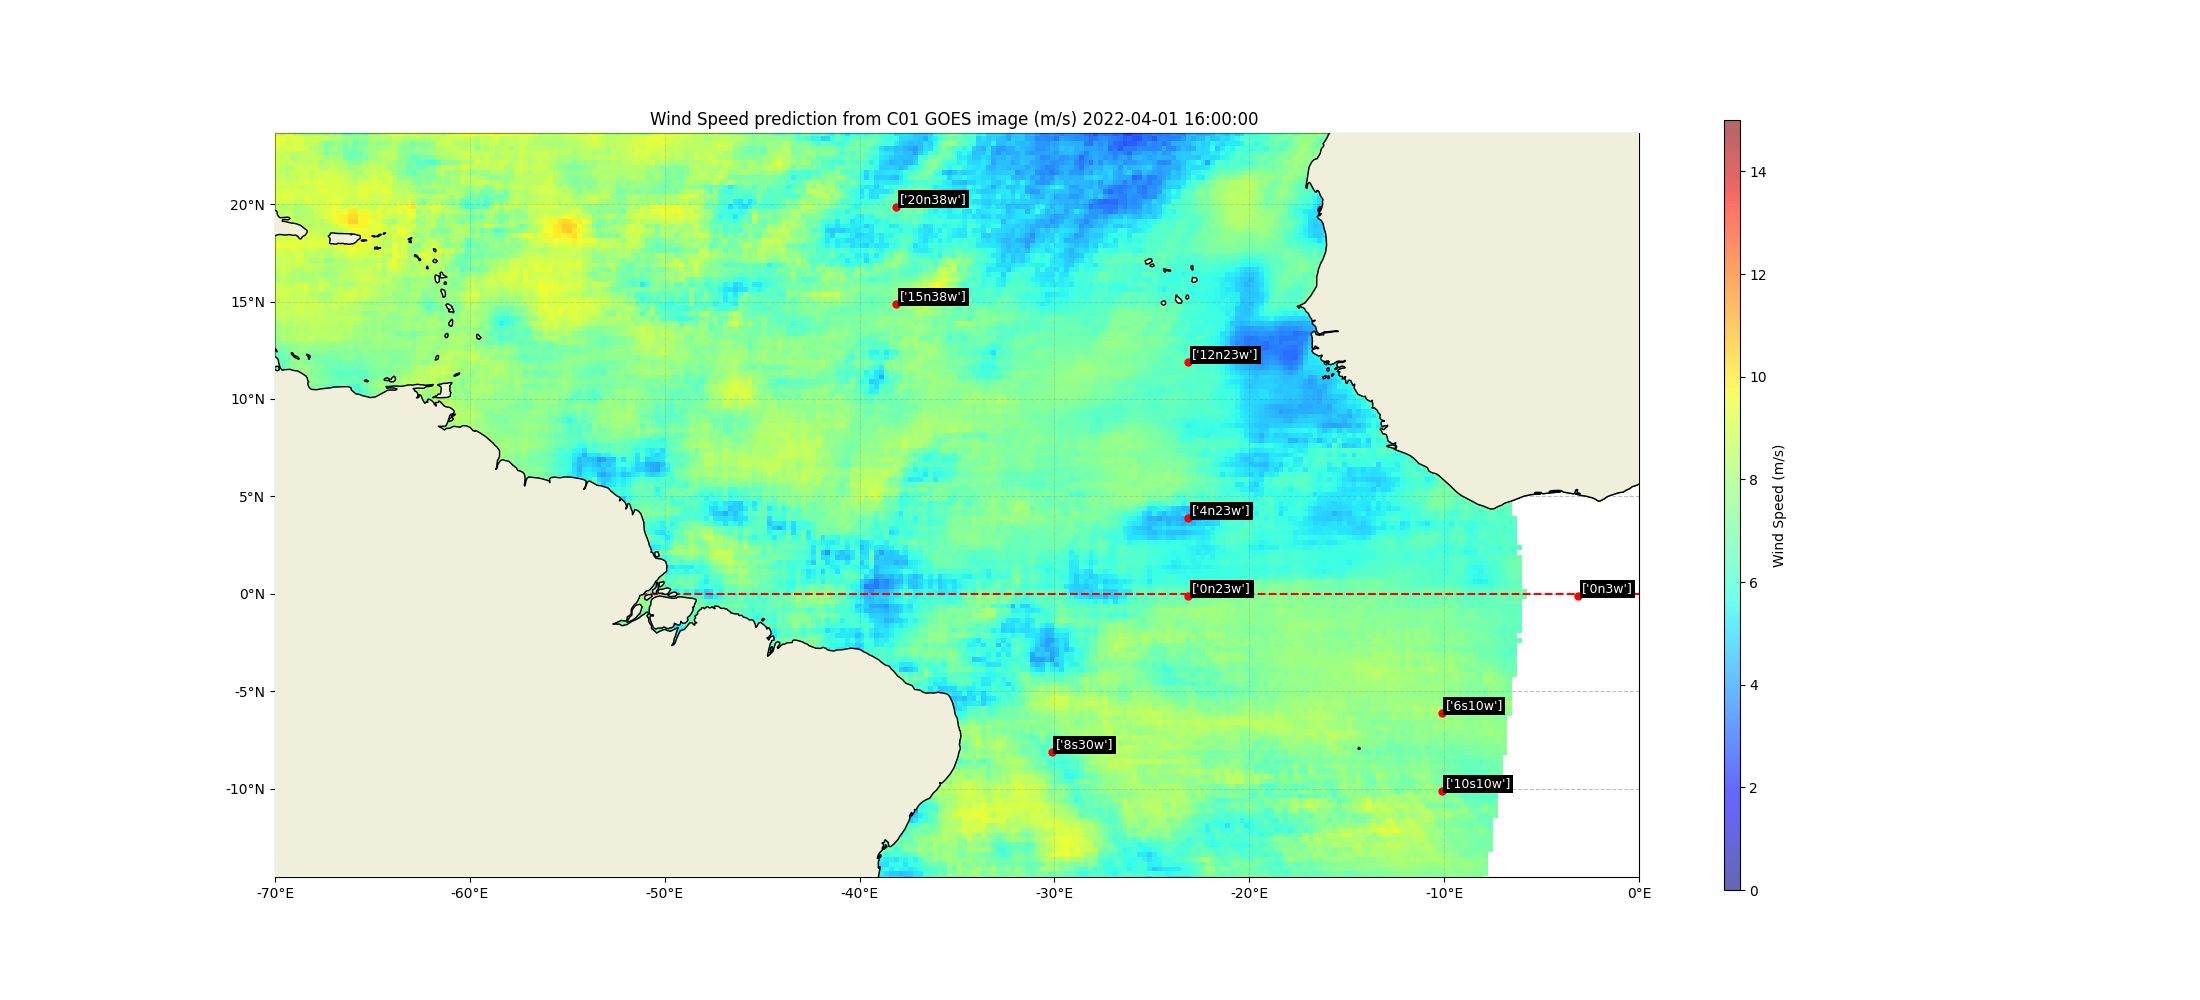 Wind Speed prediction from C01 GOES image (m/s) 2022-04-01 16:00:00
20°N
15°N
10°N
5°N
0°N
-5°N
-10°N
['20n38w']
['15n38w']
['12n23w']
['4n23w']
['0n23w']
['0n3w']
['6s10w']
['8s30w']
['10s10w']
-70°E
-60°E
-50°E
-40°E
-30°E
-20°E
-10°E
0°E
14
12
10
8
6
4
2
0
Wind Speed (m/s)